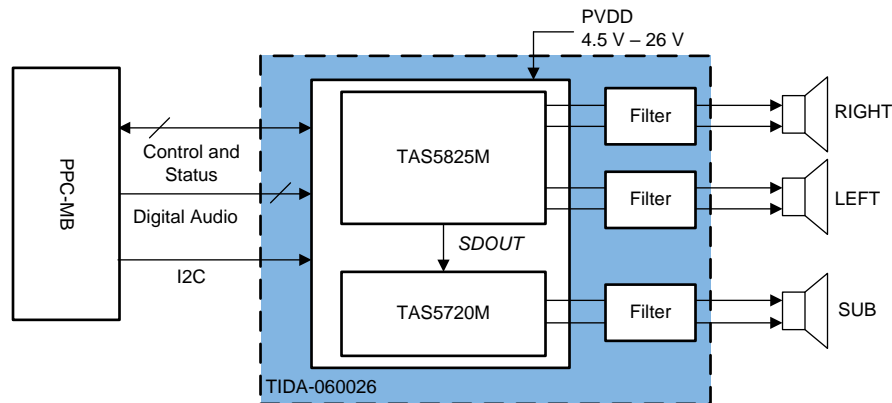 PVDD
4.5 V – 26 V
PPC-MB
Control and
Status
Digital Audio
I2C
TAS5825M
SDOUT
TAS5720M
Filter
RIGHT
Filter
LEFT
Filter
SUB
TIDA-060026